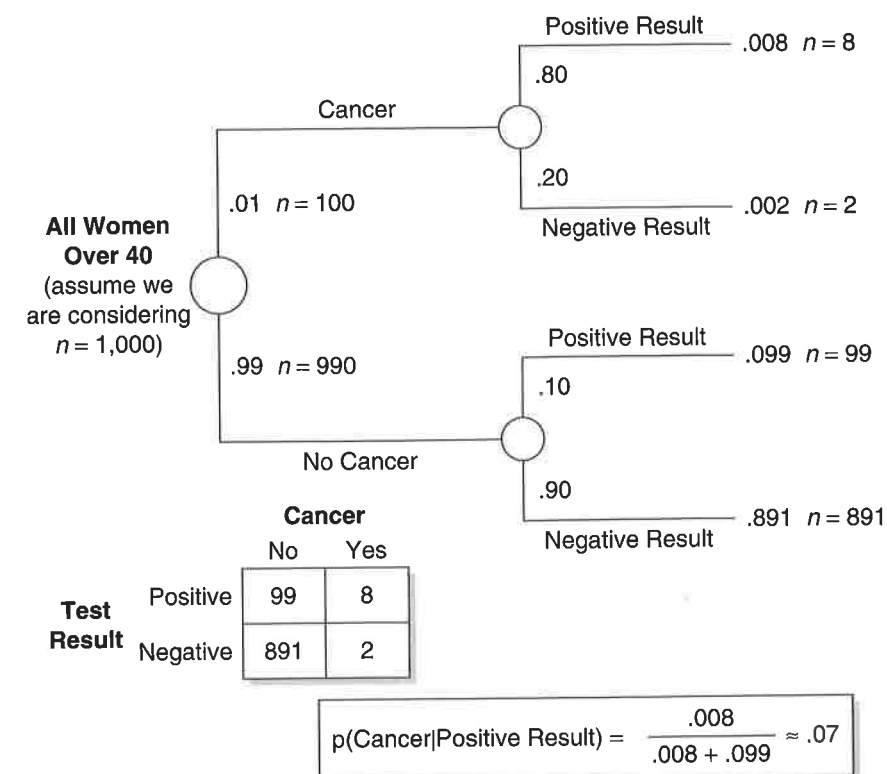 Positive Result
.008 n = 8
.80
Cancer
.20
.01 n = 100
.002 n = 2
Negative Result
All Women
Over 40
(assume we
are considering
n = 1,000)
Positive Result
.099 n = 99
.99 n = 990
.10
No Cancer
.90
.891 n = 891
Negative Result
Cancer
No Yes
Test
Result
Positive 99 8
Negative 891 2
p(Cancer|Positive Result) = .008 / .008 + .099 ≈ .07